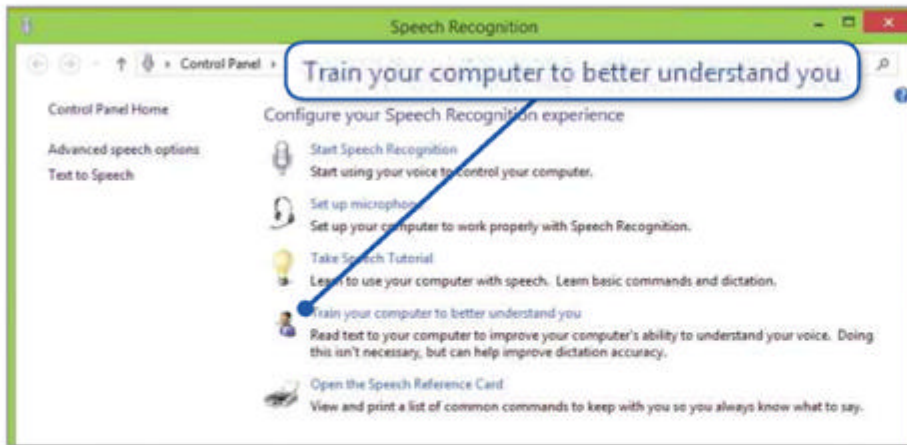 Speech Recognition
Control Panel
Train your computer to better understand you
Control Panel Home
Advanced speech options
Text to Speech
Configure your Speech Recognition experience
Start Speech Recognition
Start using your voice to control your computer.
Set up microphone
Set up your computer to work properly with Speech Recognition.
Take Speech Tutorial
Learn to use your computer with speech. Learn basic commands and dictation.
Train your computer to better understand you
Read text to your computer to improve your computer's ability to understand your voice. Doing
this isn't necessary, but can help improve dictation accuracy.
Open the Speech Reference Card
View and print a list of common commands to keep with you so you always know what to say.